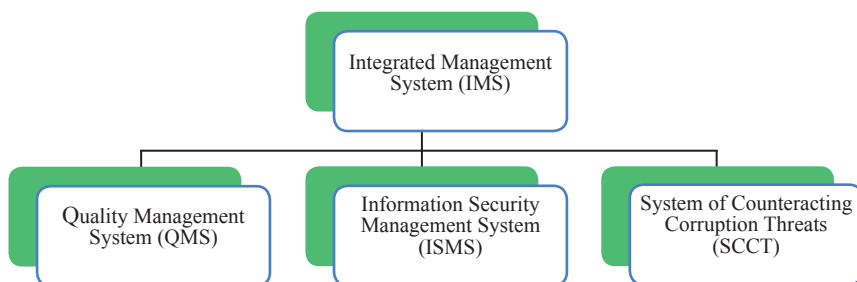 Integrated Management
System (IMS)
Quality Management
System (QMS)
Information Security
Management System
(ISMS)
System of Counteracting
Corruption Threats
(SCCT)